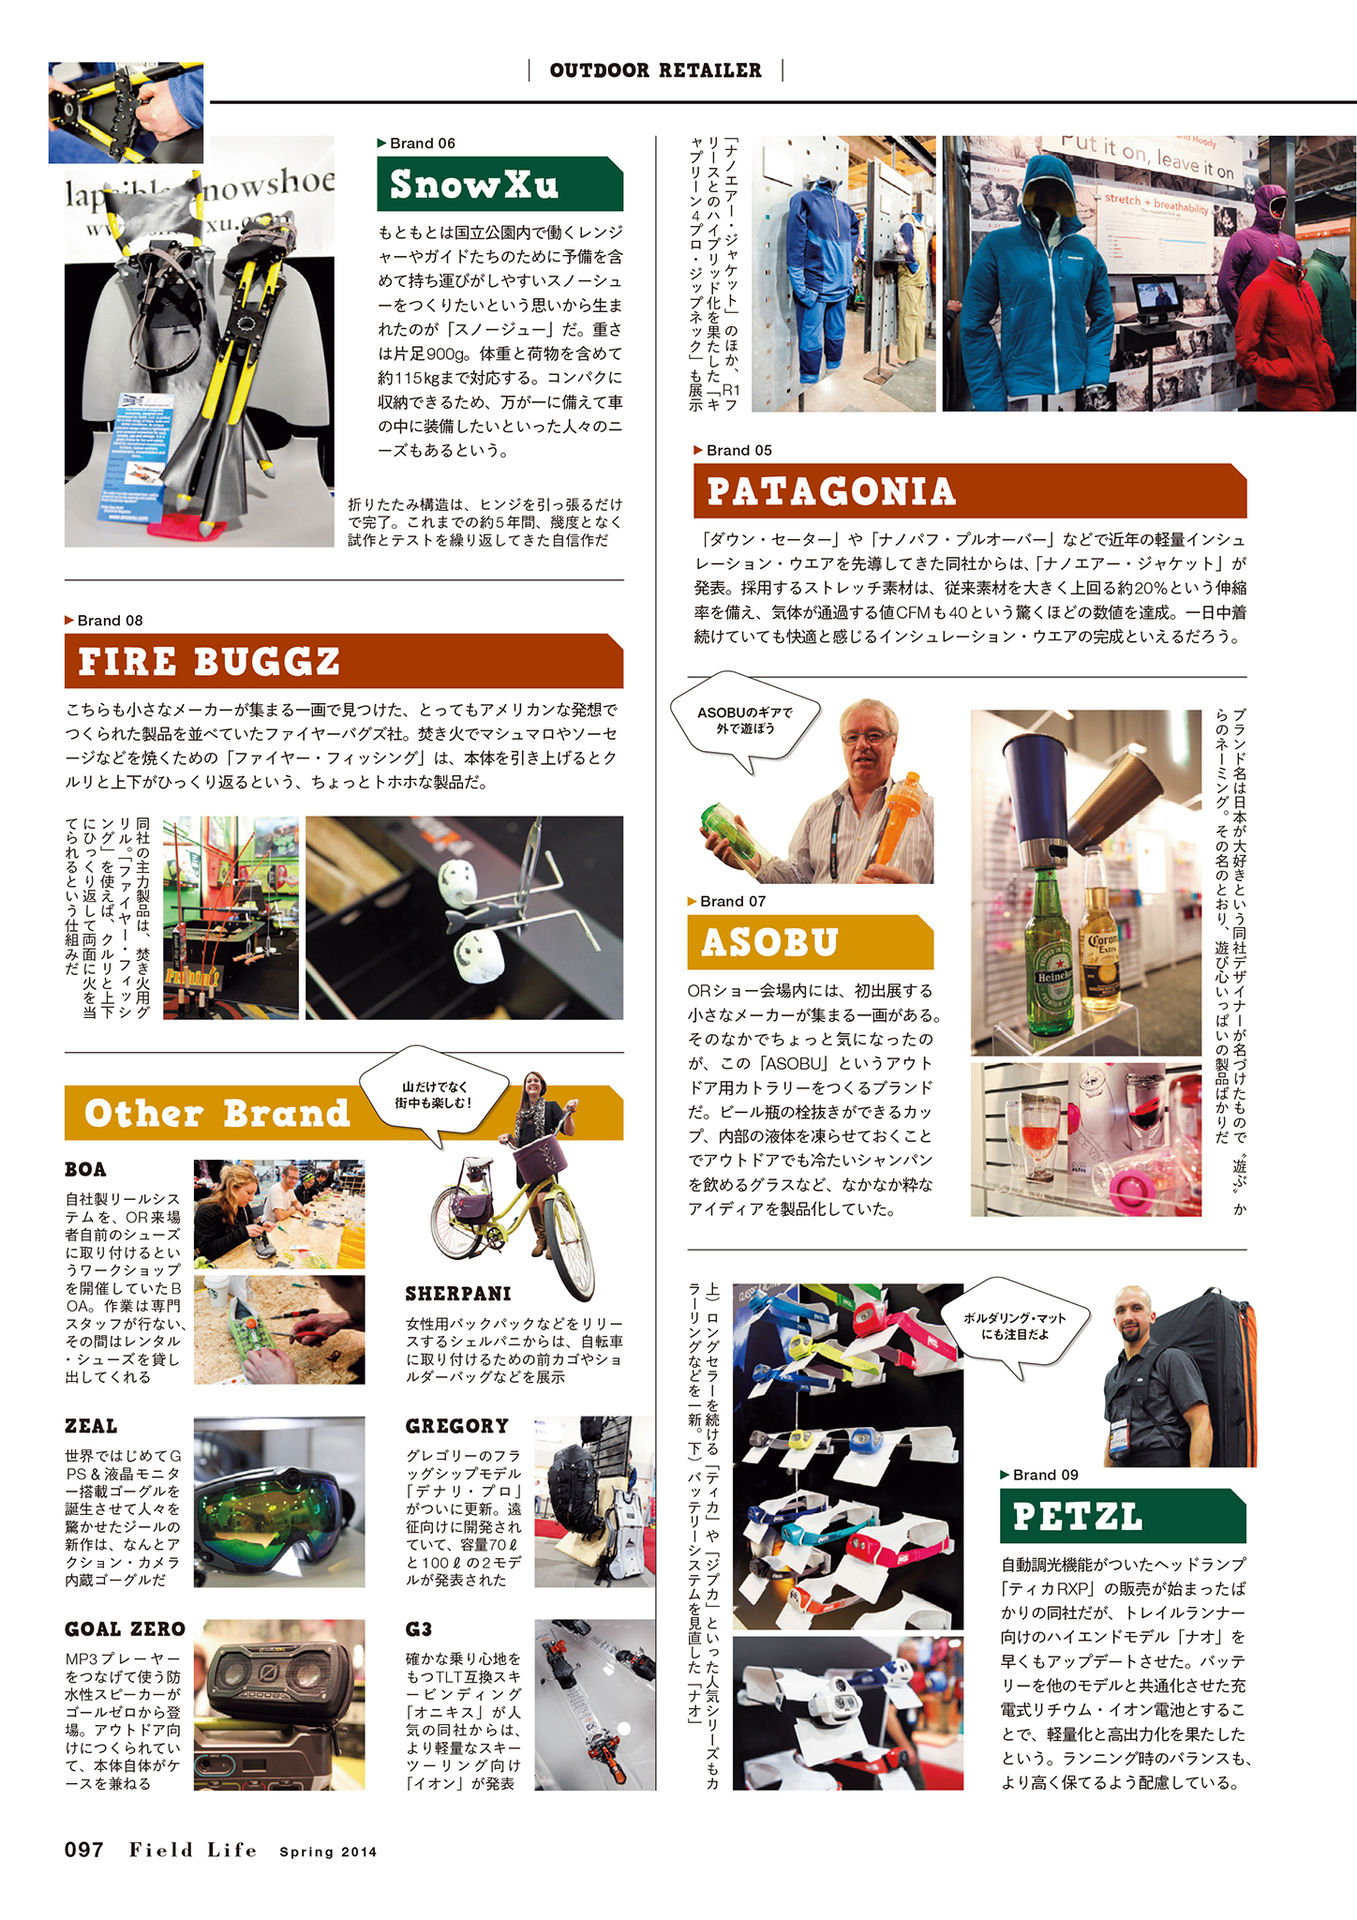 OUTDOOR RETAILER
lapsible snowshoe
Brand 06
SnowXu
もともとは国立公園内で働くレンジ
ャーやガイドたちのために予備を含
めて持ち運びがしやすいスノーシュ
ーをつくりたいという思いから生ま
れたのが「スノージュー」だ。重さ
は片足900g。体重と荷物を含めて
約115kgまで対応する。コンパクに
収納できるため、万が一に備えて車
の中に装備したいといった人々のニ
ーズもあるという。
折りたたみ構造は、ヒンジを引っ張るだけ
で完了。これまでの約5年間、幾度となく
試作とテストを繰り返してきた自信作だ
「ナノエアー・ジャケット」のほか、R1フ
リースとのハイブリッド化を果たした「キ
ャプリーン4プロ・ジップネック」も展示
Put it on, leave it on
stretch + breathability
Brand 05
PATAGONIA
「ダウン・セーター」や「ナノパフ・プルオーバー」などで近年の軽量インシュ
レーション・ウエアを先導してきた同社からは、「ナノエアー・ジャケット」が
発表。採用するストレッチ素材は、従来素材を大きく上回る約20%という伸縮
率を備え、気体が通過する値CFMも40という驚くほどの数値を達成。一日中着
続けていても快適と感じるインシュレーション・ウエアの完成といえるだろう。
Brand 08
FIRE BUGGZ
こちらも小さなメーカーが集まる一画で見つけた、とってもアメリカンな発想で
つくられた製品を並べていたファイヤーバグズ社。焚き火でマシュマロやソーセ
ージなどを焼くための「ファイヤー・フィッシング」は、本体を引き上げるとク
ルリと上下がひっくり返るという、ちょっとトホホな製品だ。
同社の主力製品は、焚き火用グ
リル。「ファイヤー・フィッシ
ング」を使えば、クルリと上下
にひっくり返して両面に火を当
てられるという仕組みだ
ASOBUのギアで
外で遊ぼう
Brand 07
ASOBU
ORショー会場内には、初出展する
小さなメーカーが集まる一画がある。
そのなかでちょっと気になったの
が、この「ASOBU」というアウト
ドア用カトラリーをつくるブランド
だ。ビール瓶の栓抜きができるカッ
プ、内部の液体を凍らせておくこと
でアウトドアでも冷たいシャンパン
を飲めるグラスなど、なかなか粋な
アイディアを製品化していた。
Heineken
Corona
Extra
ブランド名は日本が大好きという同社デザイナーが名づけたもので〝遊ぶ〟か
らのネーミング。その名のとおり、遊び心いっぱいの製品ばかりだ
Other Brand
山だけでなく
街中も楽しむ!
BOA
自社製リールシス
テムを、OR来場
者自前のシューズ
に取り付けるとい
うワークショップ
を開催していたB
OA。作業は専門
スタッフが行ない、
その間はレンタル
・シューズを貸し
出してくれる
SHERPANI
女性用バックパックなどをリリー
スするシェルパニからは、自転車
に取り付けるための前カゴやショ
ルダーバッグなどを展示
ZEAL
世界ではじめてG
PS&液晶モニタ
ー搭載ゴーグルを
誕生させて人々を
驚かせたジールの
新作は、なんとア
クション・カメラ
内蔵ゴーグルだ
GREGORY
グレゴリーのフラ
ッグシップモデル
「デナリ・プロ」
がついに更新。遠
征向けに開発され
ていて、容量70ℓ
と100ℓの2モデ
ルが発表された
GOAL ZERO
MP3プレーヤー
をつなげて使う防
水性スピーカーが
ゴールゼロから登
場。アウトドア向
けにつくられてい
て、本体自体がケ
ースを兼ねる
G3
確かな乗り心地を
もつTLT互換スキ
ービンディング
「オニキス」が人
気の同社からは、
より軽量なスキー
ツーリング向け
「イオン」が発表
上）ロングセラーを続ける「ティカ」や「ジプカ」といった人気シリーズもカ
ラーリングなどを一新。下）バッテリーシステムを見直した「ナオ」
ボルダリング・マット
にも注目だよ
Brand 09
PETZL
自動調光機能がついたヘッドランプ
「ティカRXP」の販売が始まったば
かりの同社だが、トレイルランナー
向けのハイエンドモデル「ナオ」を
早くもアップデートさせた。バッテ
リーを他のモデルと共通化させた充
電式リチウム・イオン電池とするこ
とで、軽量化と高出力化を果たした
という。ランニング時のバランスも、
より高く保てるよう配慮している。
097 Field Life Spring 2014